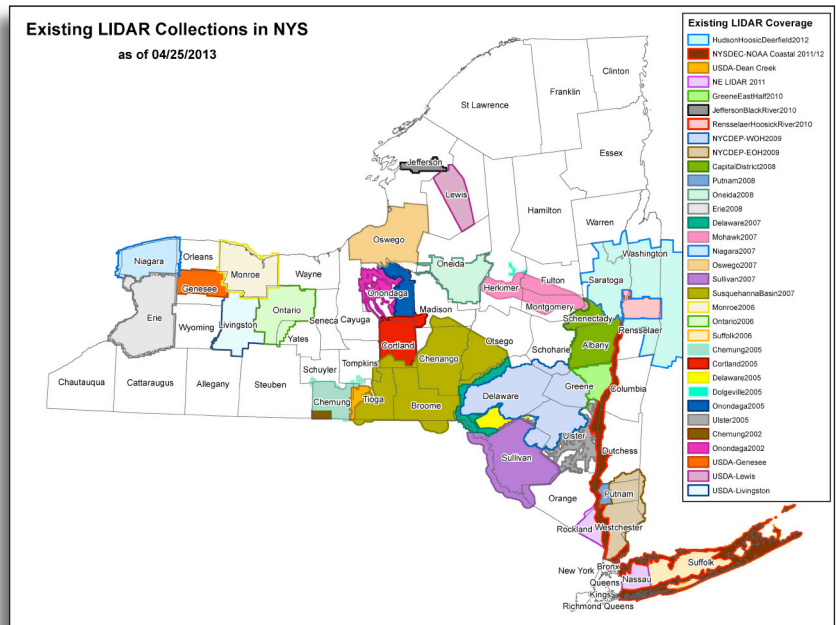 Existing LIDAR Collections in NYS
as of 04/25/2013
Existing LIDAR Coverage
HudsonHoosicDeerfield2012
NYSDEC-NOAA Coastal 2011/12
USDA-Dean Creek
NE LIDAR 2011
GreeneEastHalf2010
JeffersonBlackRiver2010
RensselaerHoosickRiver2010
NYCDEP-WOH2009
NYCDEP-EOH2009
CapitalDistrict2008
Putnam2008
Oneida2008
Erie2008
Delaware2007
Mohawk2007
Niagara2007
Oswego2007
Sullivan2007
SusquehannaBasin2007
Monroe2006
Ontario2006
Suffolk2006
Chemung2005
Cortland2005
Delaware2005
Dolgeville2005
Onondaga2005
Ulster2005
Chemung2002
Onondaga2002
USDA-Genesee
USDA-Lewis
USDA-Livingston
Clinton
Franklin
St Lawrence
Essex
Jefferson
Lewis
Hamilton
Warren
Oswego
Washington
Niagara
Orleans
Oneida
Monroe
Wayne
Fulton
Saratoga
Genesee
Herkimer
Onondaga
Montgomery
Madison
Ontario
Schenectady
Erie
Seneca
Cayuga
Livingston
Rensselaer
Wyoming
Yates
Cortland
Otsego
Albany
Schoharie
Chenango
Tompkins
Schuyler
Chautauqua
Cattaraugus
Allegany
Steuben
Greene
Columbia
Delaware
Chemung
Tioga
Broome
Ulster
Dutchess
Sullivan
Putnam
Orange
Rockland
Westchester
Suffolk
New York
Bronx
Nassau
Queens
Kings
Richmond
Queens